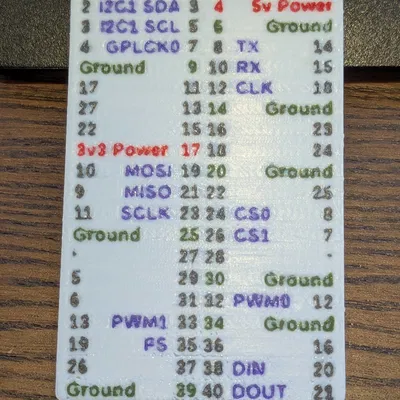 2 I2C1 SDA 3 4 5v Power
3 I2C1 SCL 5 6 Ground
4 GPLCK0 7 8 TX 14
Ground 9 10 RX 15
17 11 12 CLK 18
27 13 14 Ground
22 15 16 23
3v3 Power 17 18 24
10 MOSI 19 20 Ground
9 MISO 21 22 25
11 SCLK 23 24 CS0 8
Ground 25 26 CS1 7
- 27 28 -
5 29 30 Ground
6 31 32 PWM0 12
13 PWM1 33 34 Ground
19 FS 35 36 16
26 37 38 DIN 20
Ground 39 40 DOUT 21